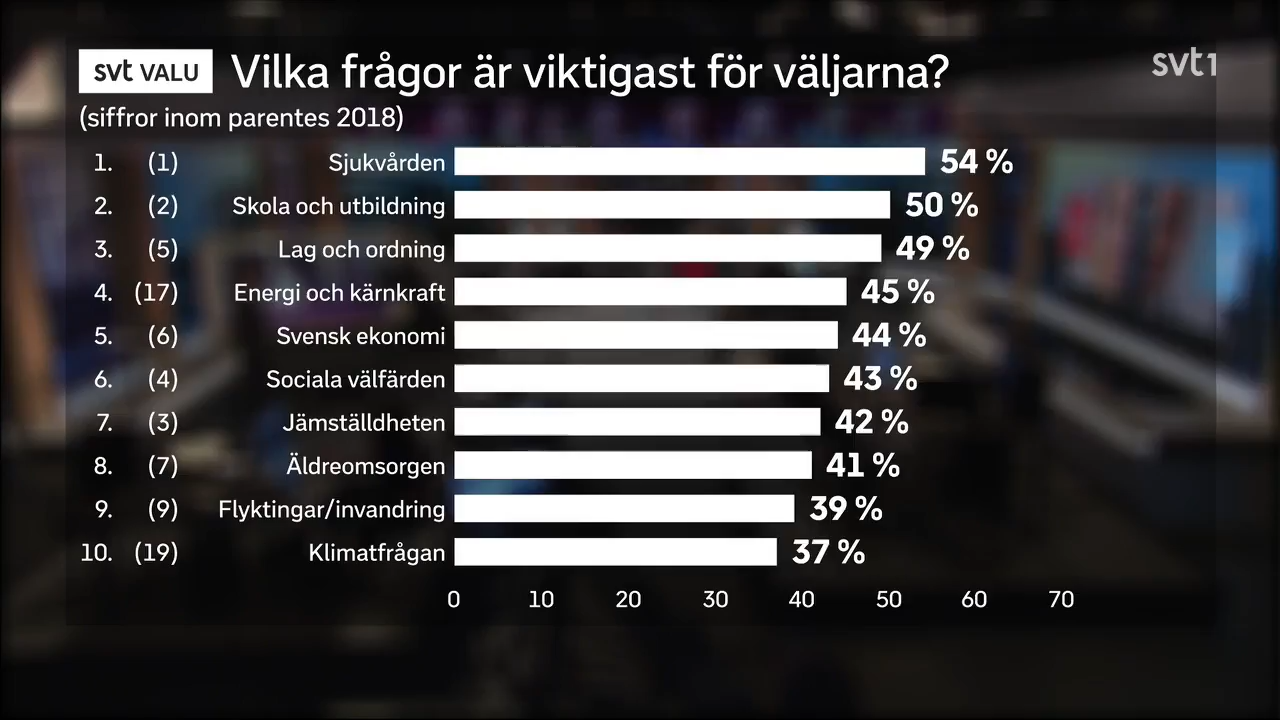 svt VALU Vilka frågor är viktigast för väljarna?
svt1
(siffror inom parentes 2018)
1. (1) Sjukvården 54 %
2. (2) Skola och utbildning 50 %
3. (5) Lag och ordning 49 %
4. (17) Energi och kärnkraft 45 %
5. (6) Svensk ekonomi 44 %
6. (4) Sociala välfärden 43 %
7. (3) Jämställdheten 42 %
8. (7) Äldreomsorgen 41 %
9. (9) Flyktingar/invandring 39 %
10. (19) Klimatfrågan 37 %
0 10 20 30 40 50 60 70